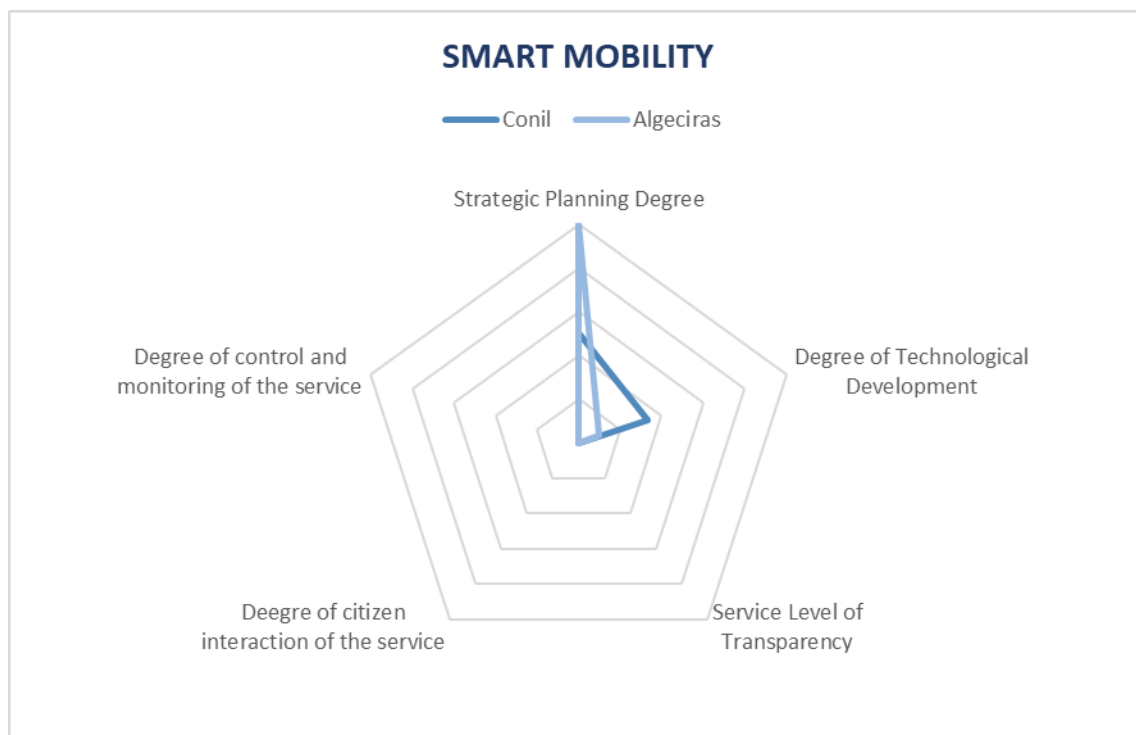 SMART MOBILITY
Conil
Algeciras
Strategic Planning Degree
Degree of control and
monitoring of the service
Degree of Technological
Development
Deegre of citizen
interaction of the service
Service Level of
Transparency